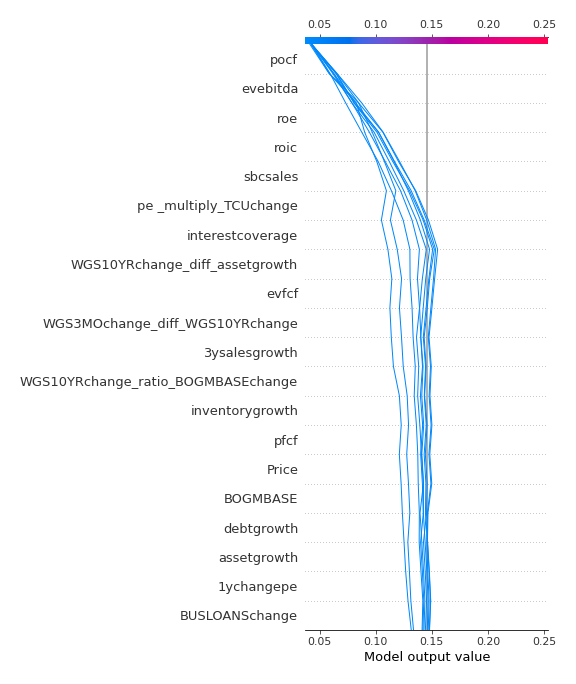 0.05 0.10 0.15 0.20 0.25
pocf
evebitda
roe
roic
sbcsales
pe _multiply_TCUchange
interestcoverage
WGS10YRchange_diff_assetgrowth
evfcf
WGS3MOchange_diff_WGS10YRchange
3ysalesgrowth
WGS10YRchange_ratio_BOGMBASEchange
inventorygrowth
pfcf
Price
BOGMBASE
debtgrowth
assetgrowth
1ychangepe
BUSLOANSchange
0.05 0.10 0.15 0.20 0.25
Model output value